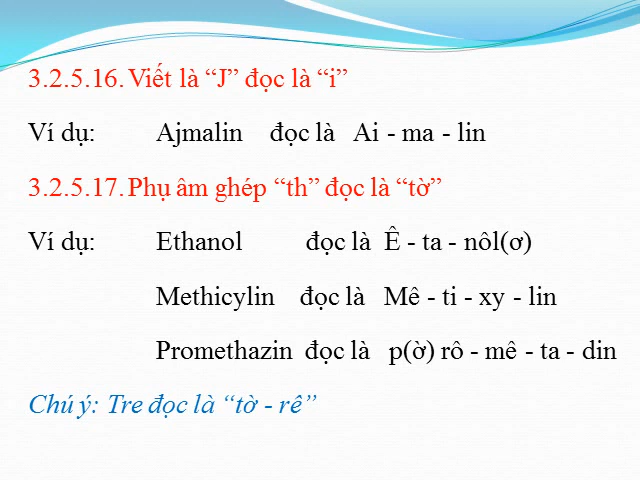 3.2.5.16. Viết là “J” đọc là “i”
Ví dụ: Ajmalin đọc là Ai - ma - lin
3.2.5.17. Phụ âm ghép “th” đọc là “tờ”
Ví dụ: Ethanol đọc là Ê - ta - nôl(ơ)
Methicylin đọc là Mê - ti - xy - lin
Promethazin đọc là p(ờ) rô - mê - ta - din
Chú ý: Tre đọc là “tờ - rê”